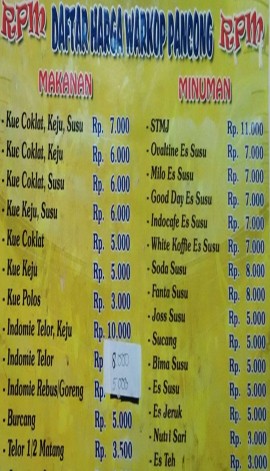 RPM DAFTAR HARGA WARKOP PANCONG RPM
MAKANAN
- Kue Coklat, Keju, Susu Rp. 7.000
- Kue Coklat, Keju Rp. 6.000
- Kue Coklat, Susu Rp. 6.000
- Kue Keju, Susu Rp. 6.000
- Kue Coklat Rp. 5.000
- Kue Keju Rp. 5.000
- Kue Polos Rp. 3.000
- Indomie Telor, Keju Rp. 10.000
- Indomie Telor Rp 8.000
- Indomie Rebus/Goreng Rp. 5.000
- Burcang Rp. 5.000
- Telor 1/2 Matang Rp. 3.500
MINUMAN
- STMJ Rp. 11.000
- Ovaltine Es Susu Rp. 7.000
- Milo Es Susu Rp. 7.000
- Good Day Es Susu Rp. 7.000
- Indocafe Es Susu Rp. 7.000
- White Koffie Es Susu Rp. 7.000
- Soda Susu Rp. 8.000
- Fanta Susu Rp. 8.000
- Joss Susu Rp. 5.000
- Sucang Rp. 5.000
- Bima Susu Rp. 5.000
- Es Susu Rp. 5.000
- Es Jeruk Rp. 5.000
- Nutri Sari Rp. 3.000
- Es Teh Rp. 3.000